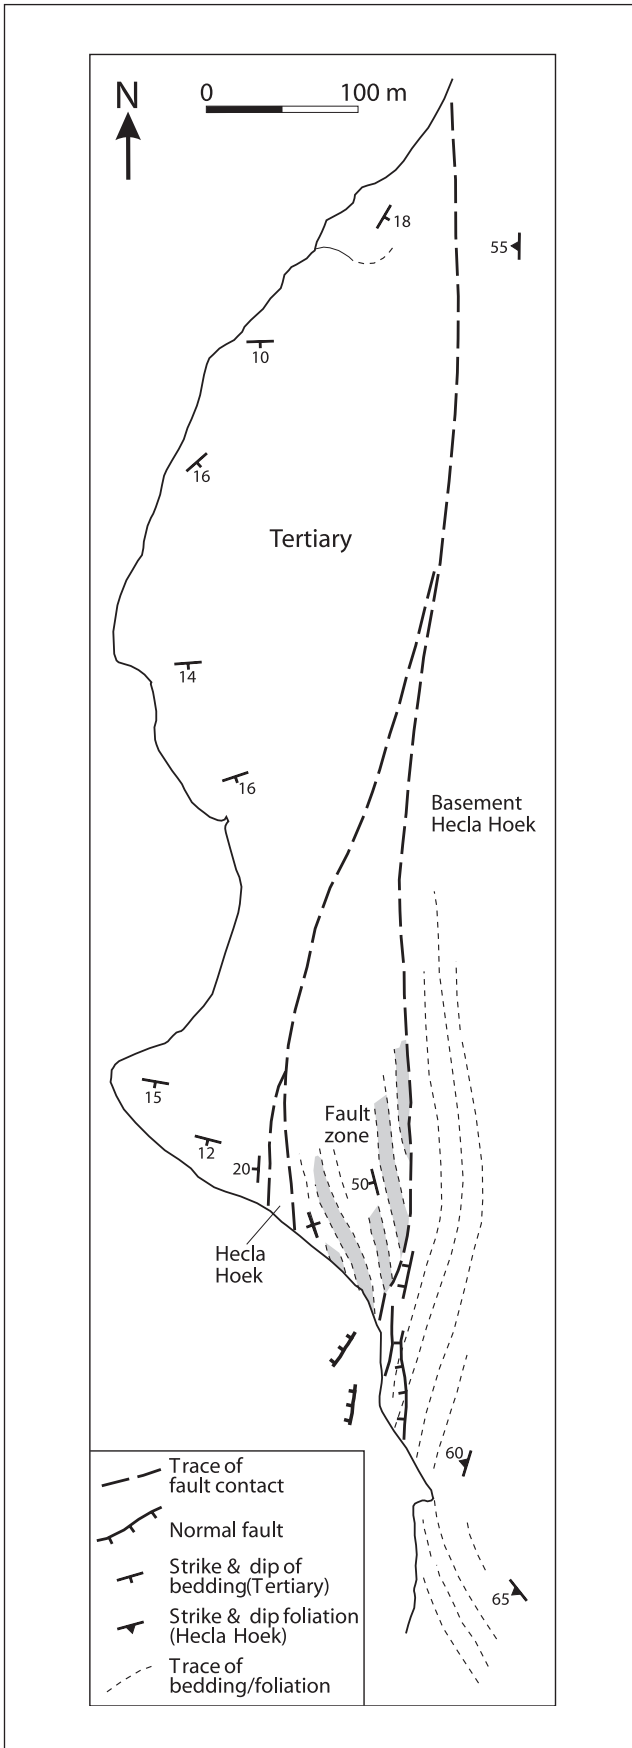 N
0 100 m
18
55
10
16
Tertiary
14
16
Basement
Hecla Hoek
15
Fault
zone
12
20
50
Hecla
Hoek
60
65
Trace of
fault contact
Normal fault
Strike & dip of
bedding(Tertiary)
Strike & dip foliation
(Hecla Hoek)
Trace of
bedding/foliation